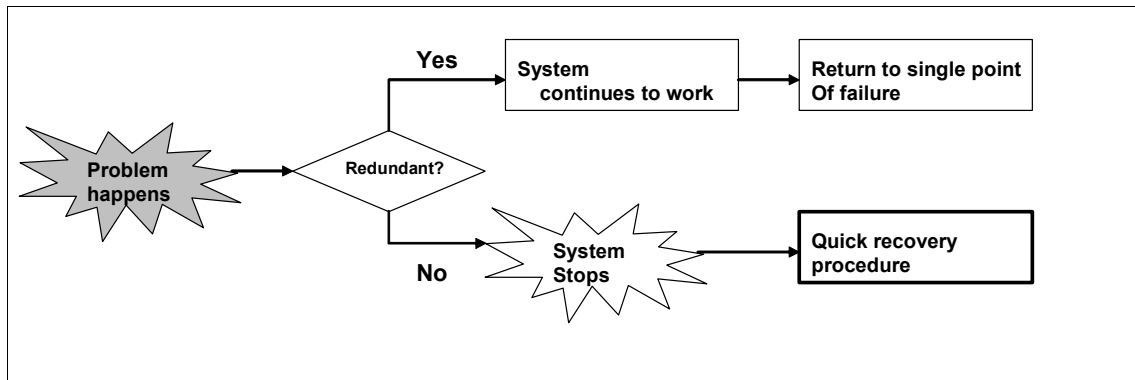 Problem
happens
Redundant?
Yes
System
continues to work
Return to single point
Of failure
No
System
Stops
Quick recovery
procedure